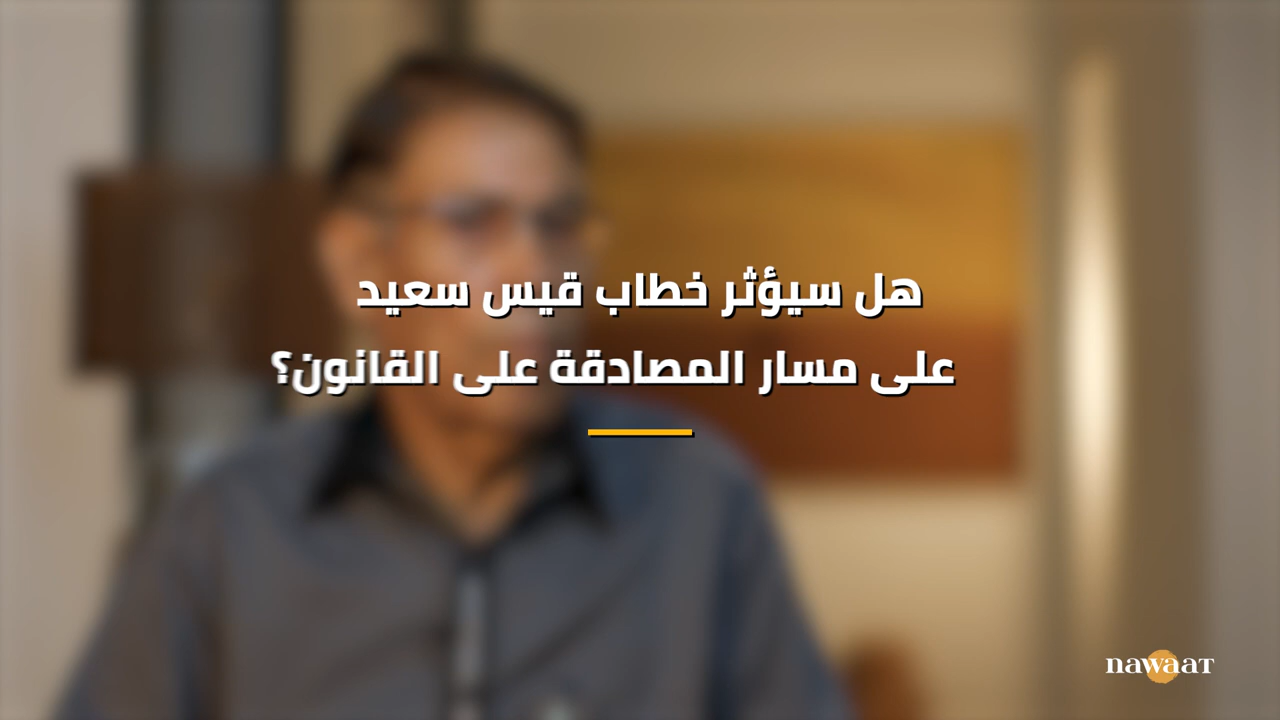 هل سيؤثر خطاب قيس سعيد
على مسار المصادقة على القانون؟
nawaat